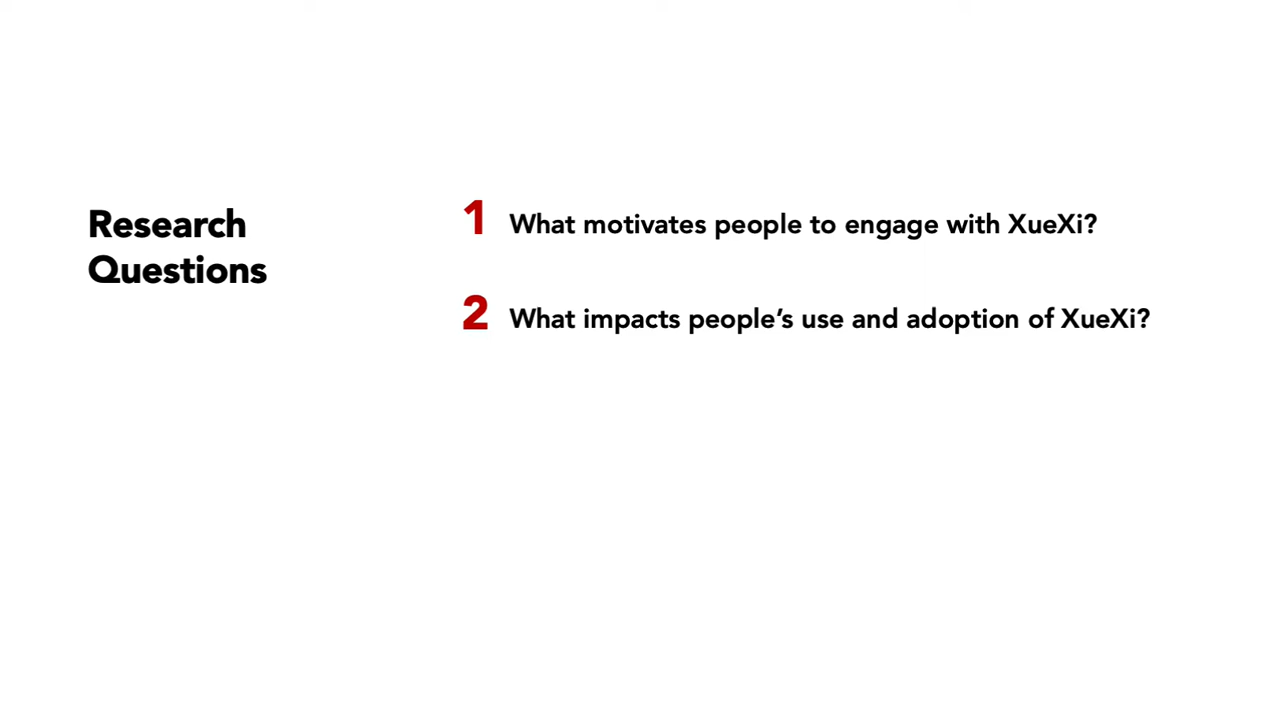 Research
Questions
1 What motivates people to engage with XueXi?
2 What impacts people’s use and adoption of XueXi?